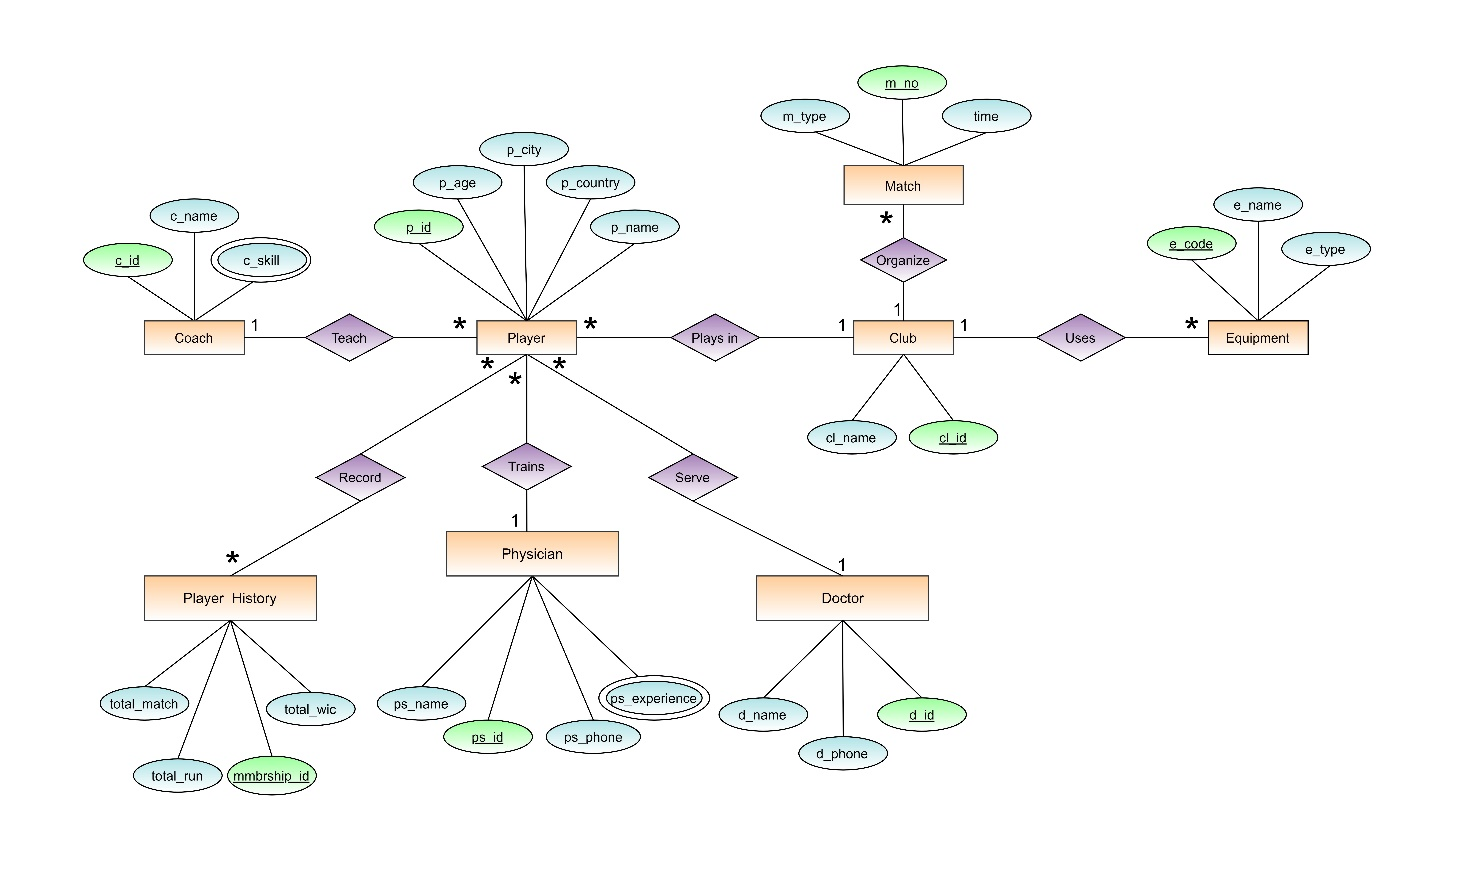 m_no
m_type
time
p_city
p_age
p_country
e_name
c_name
p_id
p_name
e_code
e_type
c_id
c_skill
Match
*
Organize
1
Coach
1
Teach
*
Player
*
Plays in
1
Club
1
Uses
*
Equipment
*
*
*
cl_name
cl_id
Record
Trains
Serve
1
*
Physician
1
Player History
Doctor
total_match
total_wic
ps_name
ps_experience
d_name
d_id
ps_id
ps_phone
d_phone
total_run
mmbrship_id